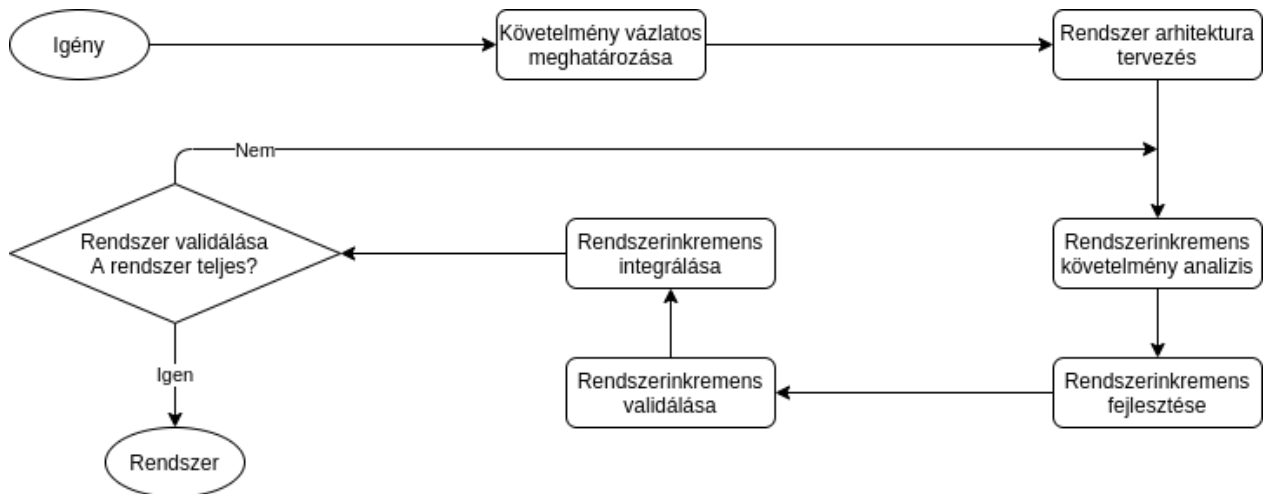 Igény
Követelmény vázlatos
meghatározása
Rendszer arhitektura
tervezés
Nem
Rendszer validálása
A rendszer teljes?
Rendszerinkremens
integrálása
Rendszerinkremens
követelmény analizis
Igen
Rendszerinkremens
validálása
Rendszerinkremens
fejlesztése
Rendszer